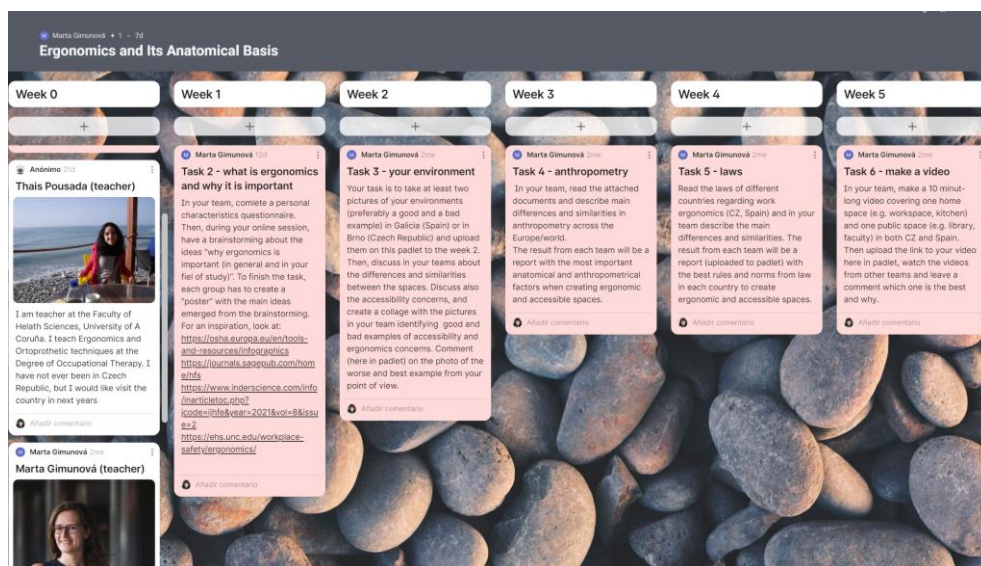 Marta Gimunová + 1 - 7d
Ergonomics and Its Anatomical Basis
Week 0
Anónimo 21d
Thais Pousada (teacher)
I am teacher at the Faculty of
Helath Sciences, University of A
Coruña. I teach Ergonomics and
Ortoprothetic techniques at the
Degree of Occupational Therapy. I
have not ever been in Czech
Republic, but I would like visit the
country in next years
Añadir comentario
Marta Gimunová 2me
Marta Gimunová (teacher)
Week 1
+
Marta Gimunová 12d
Task 2 - what is ergonomics
and why it is important
In your team, comlete a personal
characteristics questionnaire.
Then, during your online session,
have a brainstorming about the
ideas "why ergonomics is
important (in general and in your
fiel of study)". To finish the task,
each group has to create a
"poster" with the main ideas
emerged from the brainstorming.
For an inspiration, look at:
https://osha.europa.eu/en/tools-
and-resources/infographics
https://journals.sagepub.com/hom
e/hfs
https://www.inderscience.com/info
/inarticletoc.php?
jcode=ijhfe&year=2021&vol=8&issu
e=2
https://ehs.unc.edu/workplace-
safety/ergonomics/
Añadir comentario
Week 2
+
Marta Gimunová 2me
Task 3 - your environment
Your task is to take at least two
pictures of your environments
(preferably a good and a bad
example) in Galicia (Spain) or in
Brno (Czech Republic) and upload
them on this padlet to the week 2.
Then, discuss in your teams about
the differences and similarities
between the spaces. Discuss also
the accessibility concerns, and
create a collage with the pictures
in your team identifying good and
bad examples of accessibility and
ergonomics concerns. Comment
(here in padlet) on the photo of the
worse and best example from your
point of view.
Añadir comentario
Week 3
+
Marta Gimunová 2me
Task 4 - anthropometry
In your team, read the attached
documents and describe main
differences and similarities in
anthropometry across the
Europe/world.
The result from each team will be a
report with the most important
anatomical and anthropometrical
factors when creating ergonomic
and accessible spaces.
Añadir comentario
Week 4
+
Marta Gimunová 2me
Task 5 - laws
Read the laws of different
countries regarding work
ergonomics (CZ, Spain) and in your
team describe the main
differences and similarities. The
result from each team will be a
report (uploaded to padlet) with
the best rules and norms from law
in each country to create
ergonomic and accessible spaces.
Añadir comentario
Week 5
+
Marta Gimunová 2me
Task 6 - make a video
In your team, make a 10 minut-
long video covering one home
space (e.g. workspace, kitchen)
and one public space (e.g. library,
faculty) in both CZ and Spain.
Then upload the link to your video
here in padlet, watch the videos
from other teams and leave a
comment which one is the best
and why.
Añadir comentario